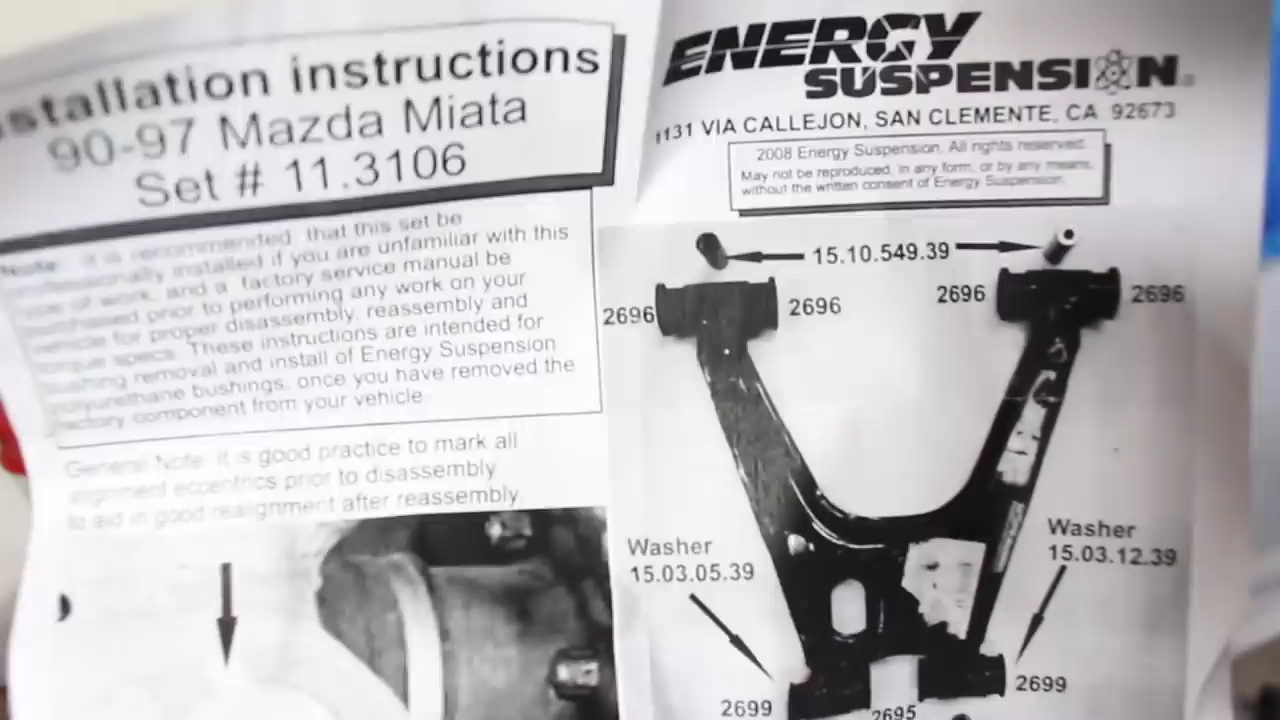 stallation instructions
90-97 Mazda Miata
Set # 11.3106
Note: It is recommended that this set be
professionally installed if you are unfamiliar with this
type of work, and a factory service manual be
purchased prior to performing any work on your
vehicle for proper disassembly, reassembly and
torque specs. These instructions are intended for
bushing removal and install of Energy Suspension
polyurethane bushings, once you have removed the
factory component from your vehicle.
General Note: It is good practice to mark all
alignment eccentrics prior to disassembly
to aid in good realignment after reassembly.
ENERGY
SUSPENSION
1131 VIA CALLEJON, SAN CLEMENTE, CA 92673
2008 Energy Suspension. All rights reserved.
May not be reproduced, in any form, or by any means,
without the written consent of Energy Suspension.
15.10.549.39
2696 2696 2696 2696
Washer
15.03.05.39
Washer
15.03.12.39
2699 2695 2699